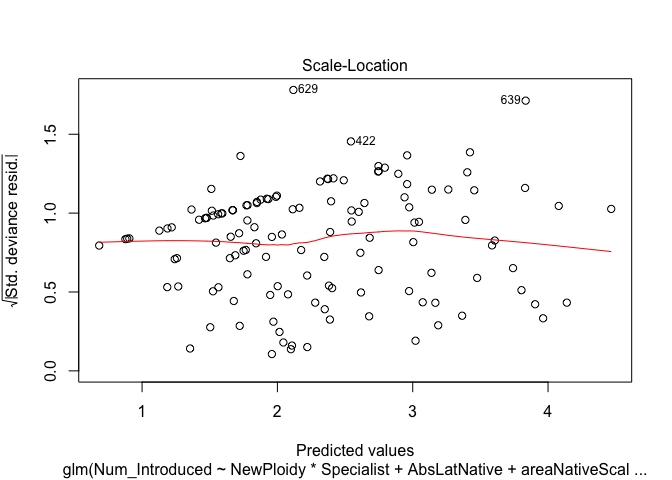 Scale-Location
629
639
422
√|Std. deviance resid.|
1.5
1.0
0.5
0.0
1 2 3 4
Predicted values
glm(Num_Introduced ~ NewPloidy * Specialist + AbsLatNative + areaNativeScal ...